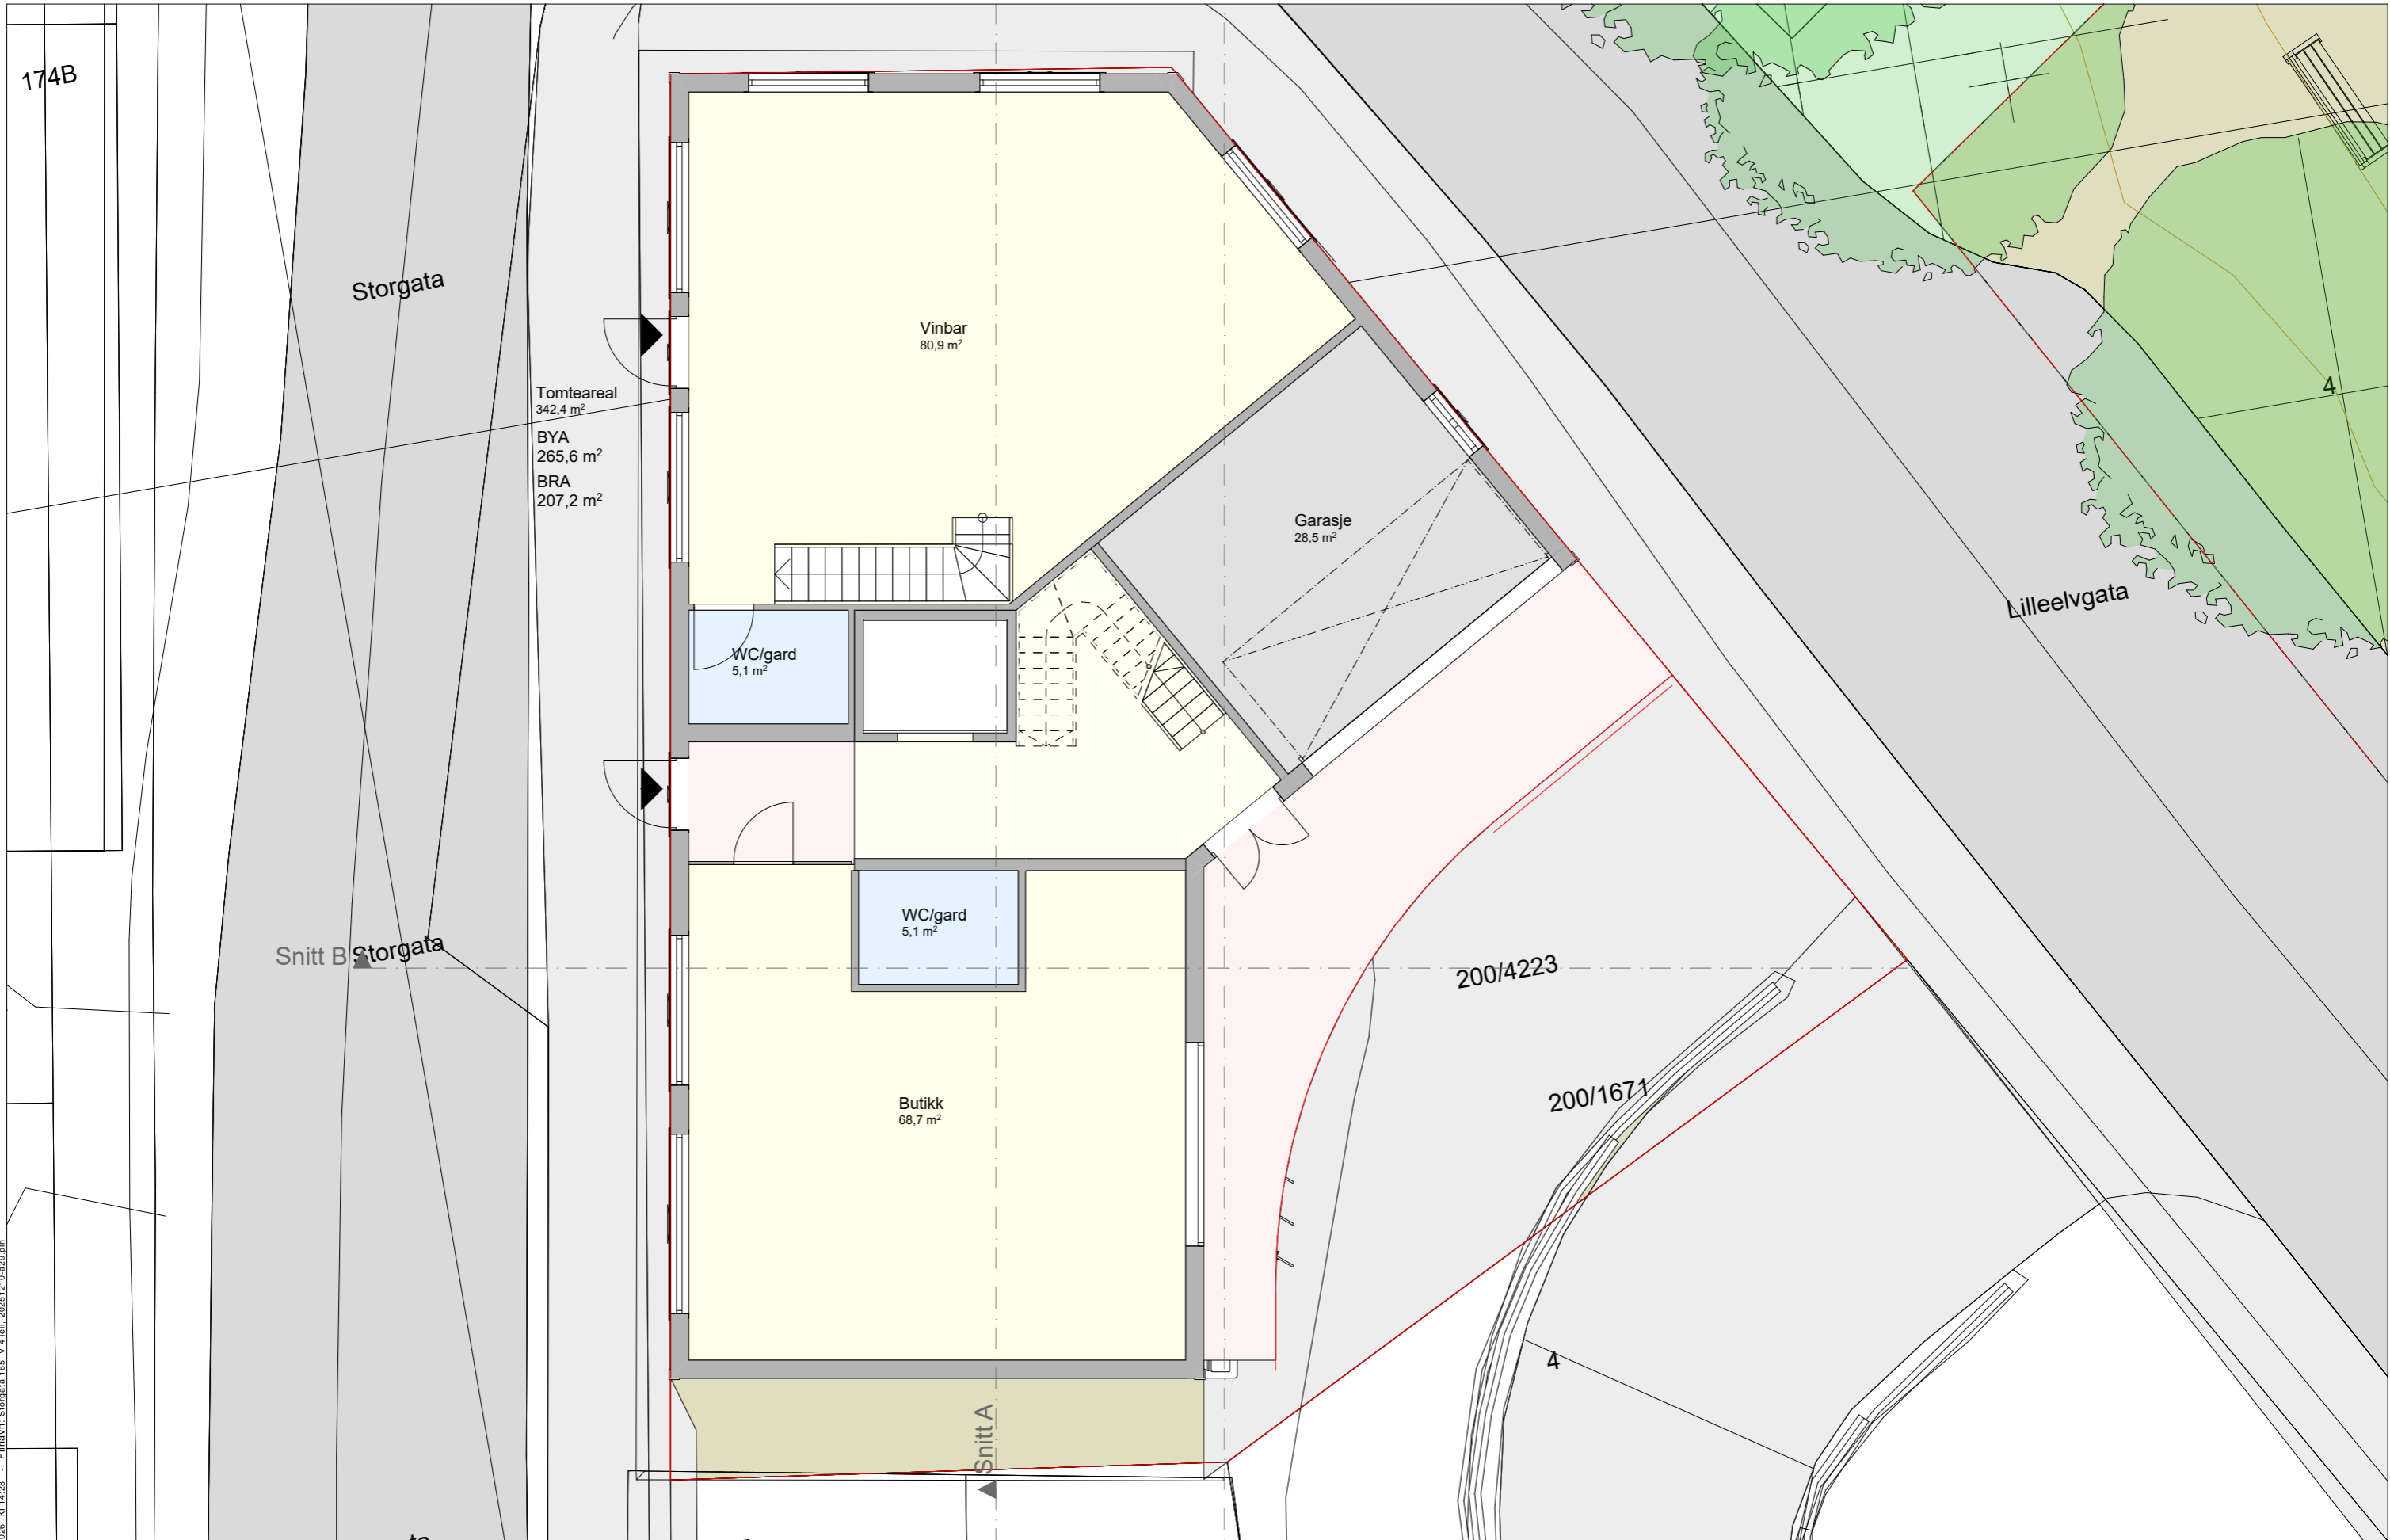 174B
Storgata
Vinbar
80,9 m²
Tomteareal
342,4 m²
BYA
265,6 m²
BRA
207,2 m²
4
Garasje
28,5 m²
Lilleelvgata
WC/gard
5,1 m²
WC/gard
5,1 m²
Snitt B
Storgata
200/4223
200/1671
Butikk
68,7 m²
4
Snitt A